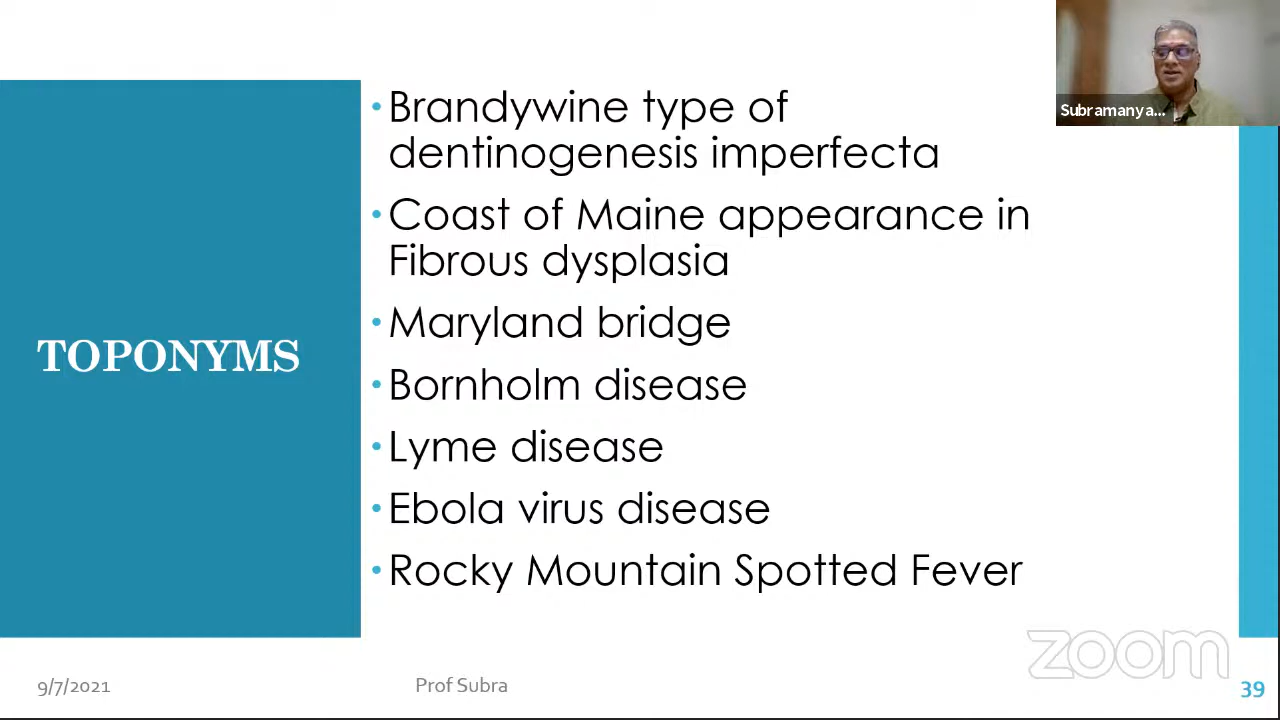 Subramanya...
TOPONYMS
• Brandywine type of
dentinogenesis imperfecta
• Coast of Maine appearance in
Fibrous dysplasia
• Maryland bridge
• Bornholm disease
• Lyme disease
• Ebola virus disease
• Rocky Mountain Spotted Fever
zoom
9/7/2021
Prof Subra
39